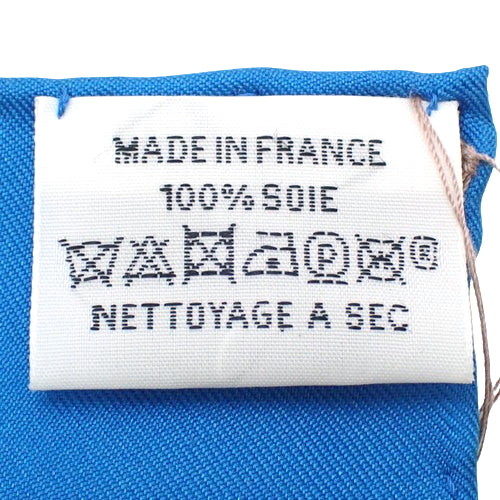 MADE IN FRANCE
100% SOIE
P ®
NETTOYAGE A SEC